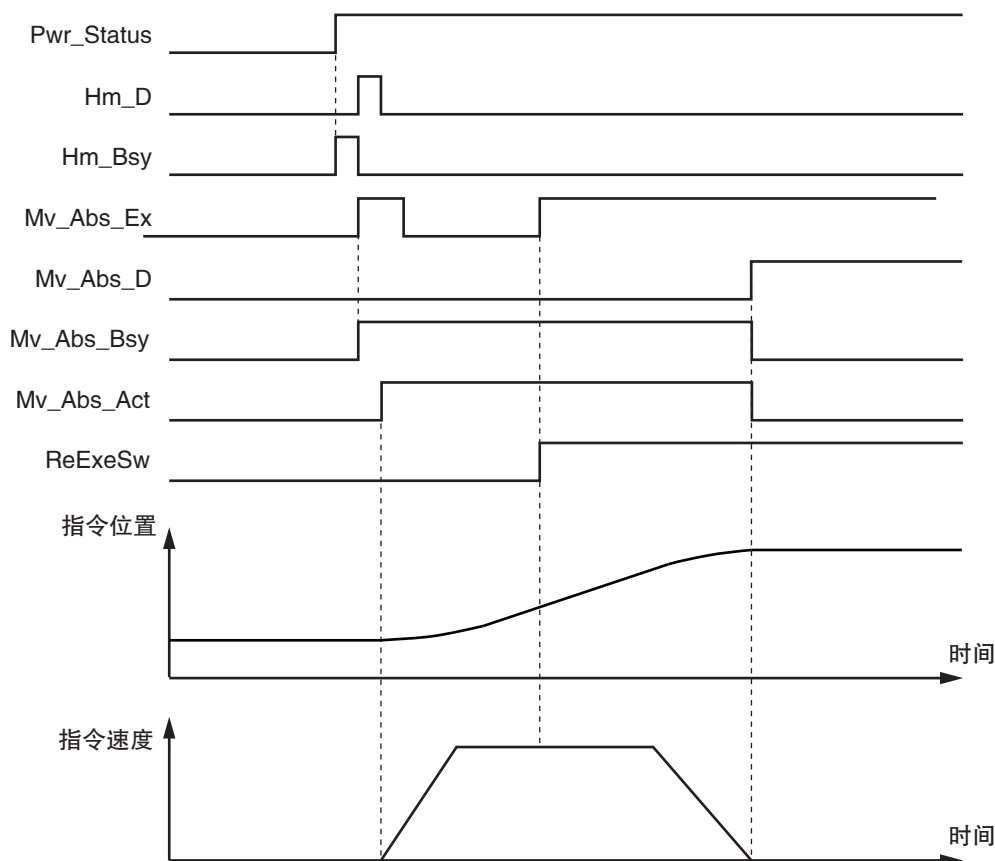 Pwr_Status
Hm_D
Hm_Bsy
Mv_Abs_Ex
Mv_Abs_D
Mv_Abs_Bsy
Mv_Abs_Act
ReExeSw
指令位置
时间
指令速度
时间